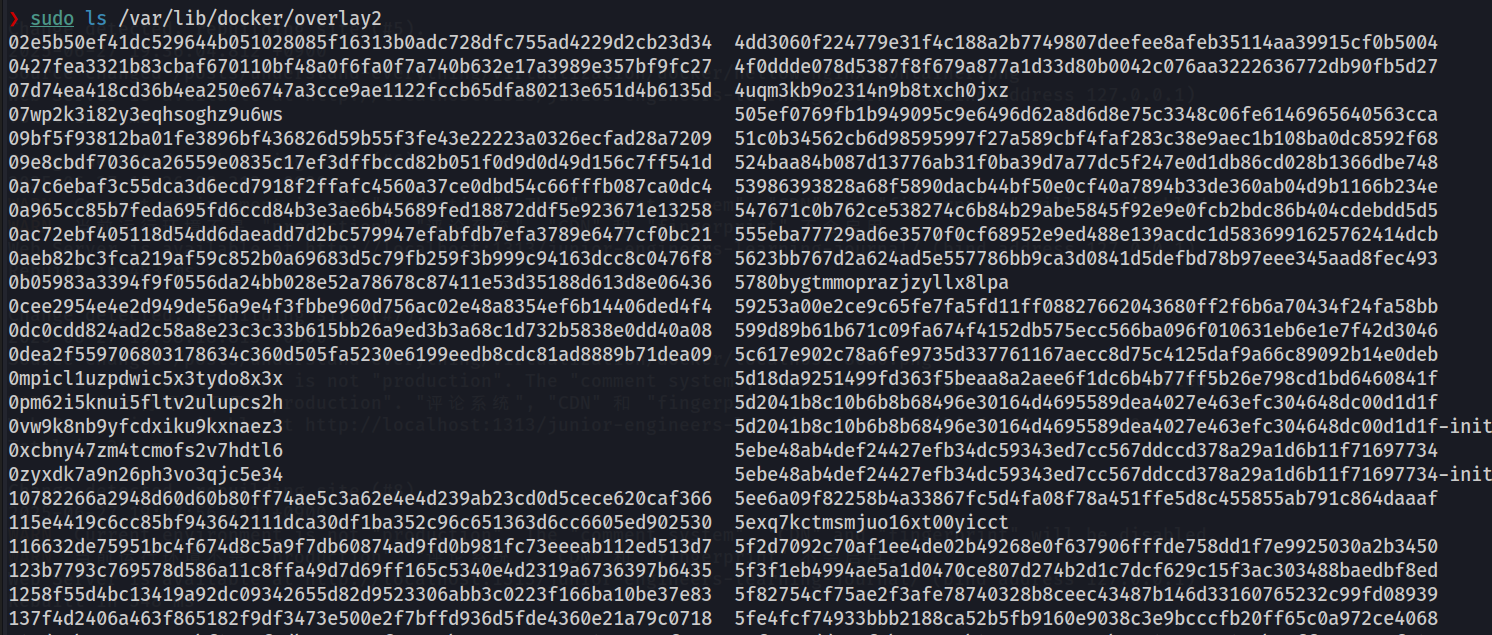 ❯ sudo ls /var/lib/docker/overlay2
02e5b50ef41dc529644b051028085f16313b0adc728dfc755ad4229d2cb23d34  4dd3060f224779e31f4c188a2b7749807deefee8afeb35114aa39915cf0b5004
0427fea3321b83cbaf670110bf48a0f6fa0f7a740b632e17a3989e357bf9fc27  4f0ddde078d5387f8f679a877a1d33d80b0042c076aa3222636772db90fb5d27
07d74ea418cd36b4ea250e6747a3cce9ae1122fccb65dfa80213e651d4b6135d  4uqm3kb9o2314n9b8txch0jxz
07wp2k3i82y3eqhsoghz9u6ws  505ef0769fb1b949095c9e6496d62a8d6d8e75c3348c06fe6146965640563cca
09bf5f93812ba01fe3896bf436826d59b55f3fe43e22223a0326ecfad28a7209  51c0b34562cb6d98595997f27a589cbf4faf283c38e9aec1b108ba0dc8592f68
09e8cbdf7036ca26559e0835c17ef3dffbccd82b051f0d9d0d49d156c7ff541d  524baa84b087d13776ab31f0ba39d7a77dc5f247e0d1db86cd028b1366dbe748
0a7c6ebaf3c55dca3d6ecd7918f2ffafc4560a37ce0dbd54c66fffb087ca0dc4  53986393828a68f5890dacb44bf50e0cf40a7894b33de360ab04d9b1166b234e
0a965cc85b7feda695fd6ccd84b3e3ae6b45689fed18872ddf5e923671e13258  547671c0b762ce538274c6b84b29abe5845f92e9e0fcb2bdc86b404cdebdd5d5
0ac72ebf405118d54dd6daeadd7d2bc579947efabfdb7efa3789e6477cf0bc21  555eba77729ad6e3570f0cf68952e9ed488e139acdc1d5836991625762414dcb
0aeb82bc3fca219af59c852b0a69683d5c79fb259f3b999c94163dcc8c0476f8  5623bb767d2a624ad5e557786bb9ca3d0841d5defbd78b97eee345aad8fec493
0b05983a3394f9f0556da24bb028e52a78678c87411e53d35188d613d8e06436  5780bygtmmoprazjzyllx8lpa
0cee2954e4e2d949de56a9e4f3fbbe960d756ac02e48a8354ef6b14406ded4f4  59253a00e2ce9c65fe7fa5fd11ff08827662043680ff2f6b6a70434f24fa58bb
0dc0cdd824ad2c58a8e23c3c33b615bb26a9ed3b3a68c1d732b5838e0dd40a08  599d89b61b671c09fa674f4152db575ecc566ba096f010631eb6e1e7f42d3046
0dea2f559706803178634c360d505fa5230e6199eedb8cdc81ad8889b71dea09  5c617e902c78a6fe9735d337761167aecc8d75c4125daf9a66c89092b14e0deb
0mpicl1uzpdwic5x3tydo8x3x  5d18da9251499fd363f5beaa8a2aee6f1dc6b4b77ff5b26e798cd1bd6460841f
0pm62i5knui5fltv2ulupcs2h  5d2041b8c10b6b8b68496e30164d4695589dea4027e463efc304648dc00d1d1f
0vw9k8nb9yfcdxiku9kxnaez3  5d2041b8c10b6b8b68496e30164d4695589dea4027e463efc304648dc00d1d1f-init
0xcbny47zm4tcmofs2v7hdtl6  5ebe48ab4def24427efb34dc59343ed7cc567ddccd378a29a1d6b11f71697734
0zyxdk7a9n26ph3vo3qjc5e34  5ebe48ab4def24427efb34dc59343ed7cc567ddccd378a29a1d6b11f71697734-init
10782266a2948d60d60b80ff74ae5c3a62e4e4d239ab23cd0d5cece620caf366  5ee6a09f82258b4a33867fc5d4fa08f78a451ffe5d8c455855ab791c864daaaf
115e4419c6cc85bf943642111dca30df1ba352c96c651363d6cc6605ed902530  5exq7kctmsmjuo16xt00yicct
116632de75951bc4f674d8c5a9f7db60874ad9fd0b981fc73eeeab112ed513d7  5f2d7092c70af1ee4de02b49268e0f637906fffde758dd1f7e9925030a2b3450
123b7793c769578d586a11c8ffa49d7d69ff165c5340e4d2319a6736397b6435  5f3f1eb4994ae5a1d0470ce807d274b2d1c7dcf629c15f3ac303488baedbf8ed
1258f55d4bc13419a92dc09342655d82d9523306abb3c0223f166ba10be37e83  5f82754cf75ae2f3afe78740328b8ceec43487b146d33160765232c99fd08939
137f4d2406a463f865182f9df3473e500e2f7bffd936d5fde4360e21a79c0718  5fe4fcf74933bbb2188ca52b5fb9160e9038c3e9bcccfb20ff65c0a972ce4068